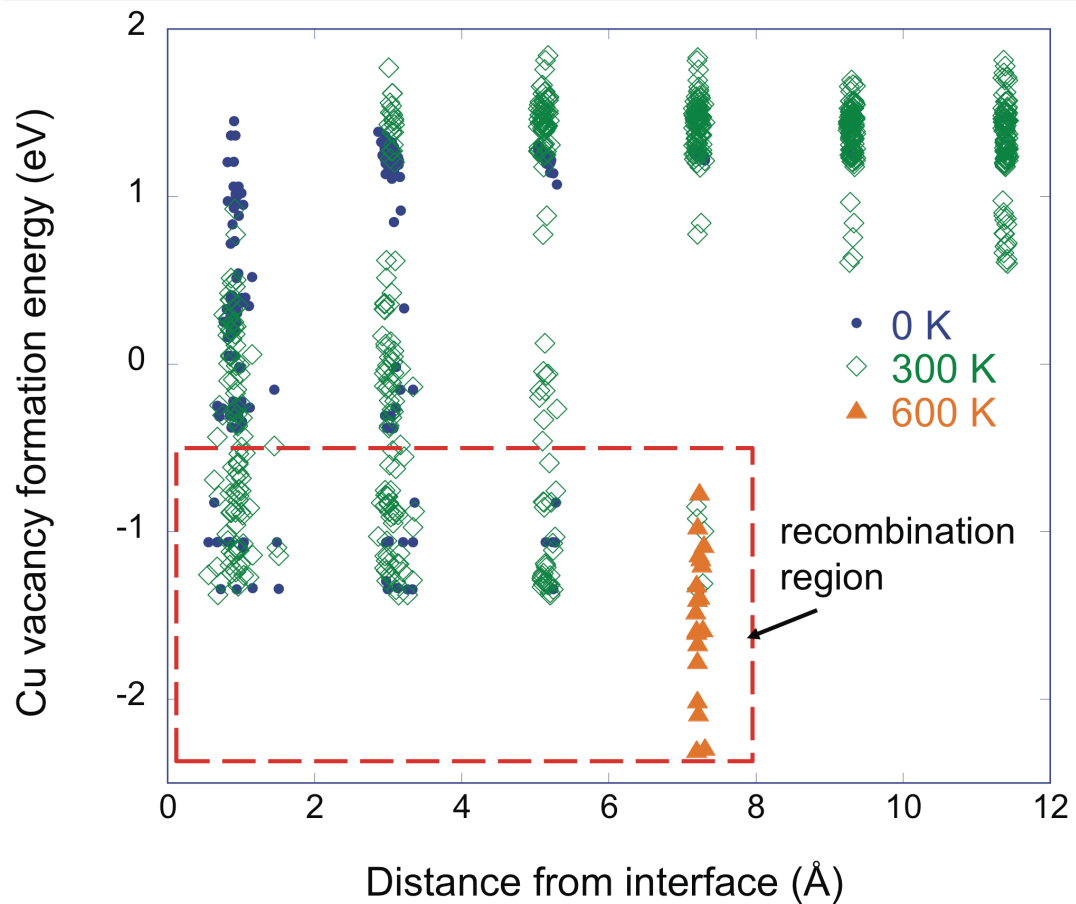 2
1
0
-1
-2
Cu vacancy formation energy (eV)
0 K
300 K
600 K
recombination
region
0 2 4 6 8 10 12
Distance from interface (Å)